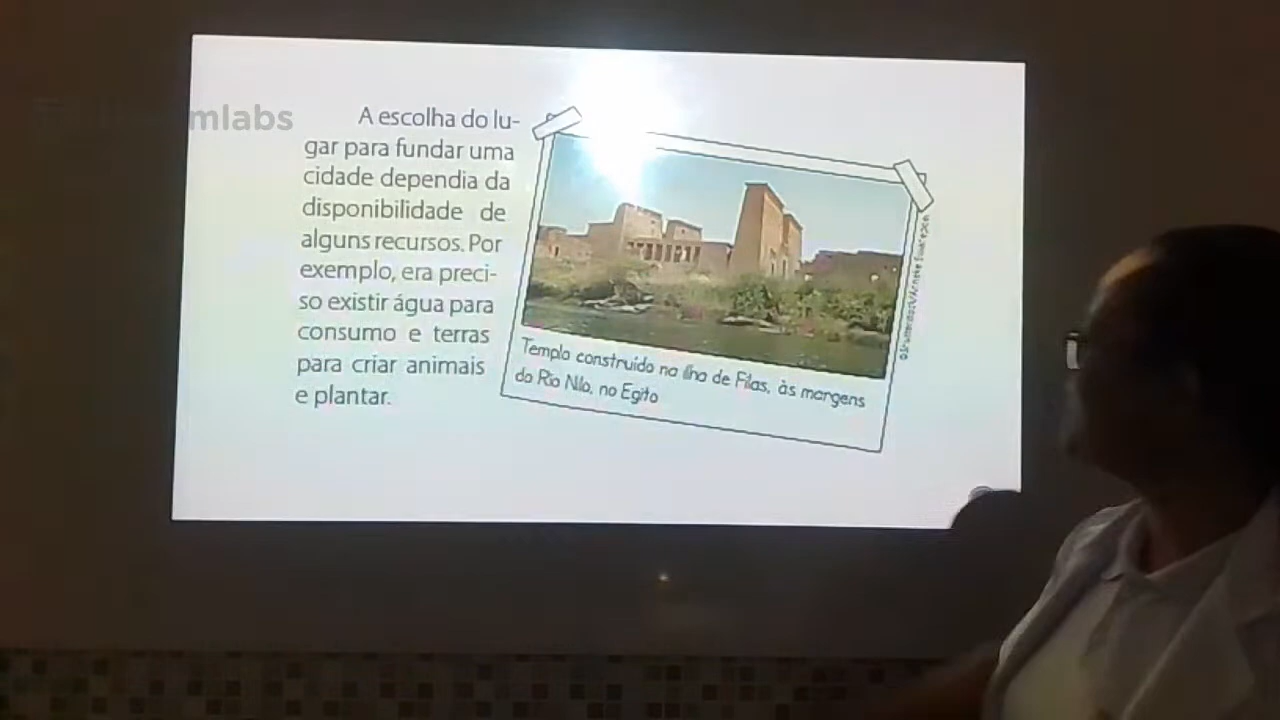 mlabs
A escolha do lu-
gar para fundar uma
cidade dependia da
disponibilidade de
alguns recursos. Por
exemplo, era preci-
so existir água para
consumo e terras
para criar animais
e plantar.
Templo construído na Ilha de Filas, às margens
do Rio Nilo, no Egito